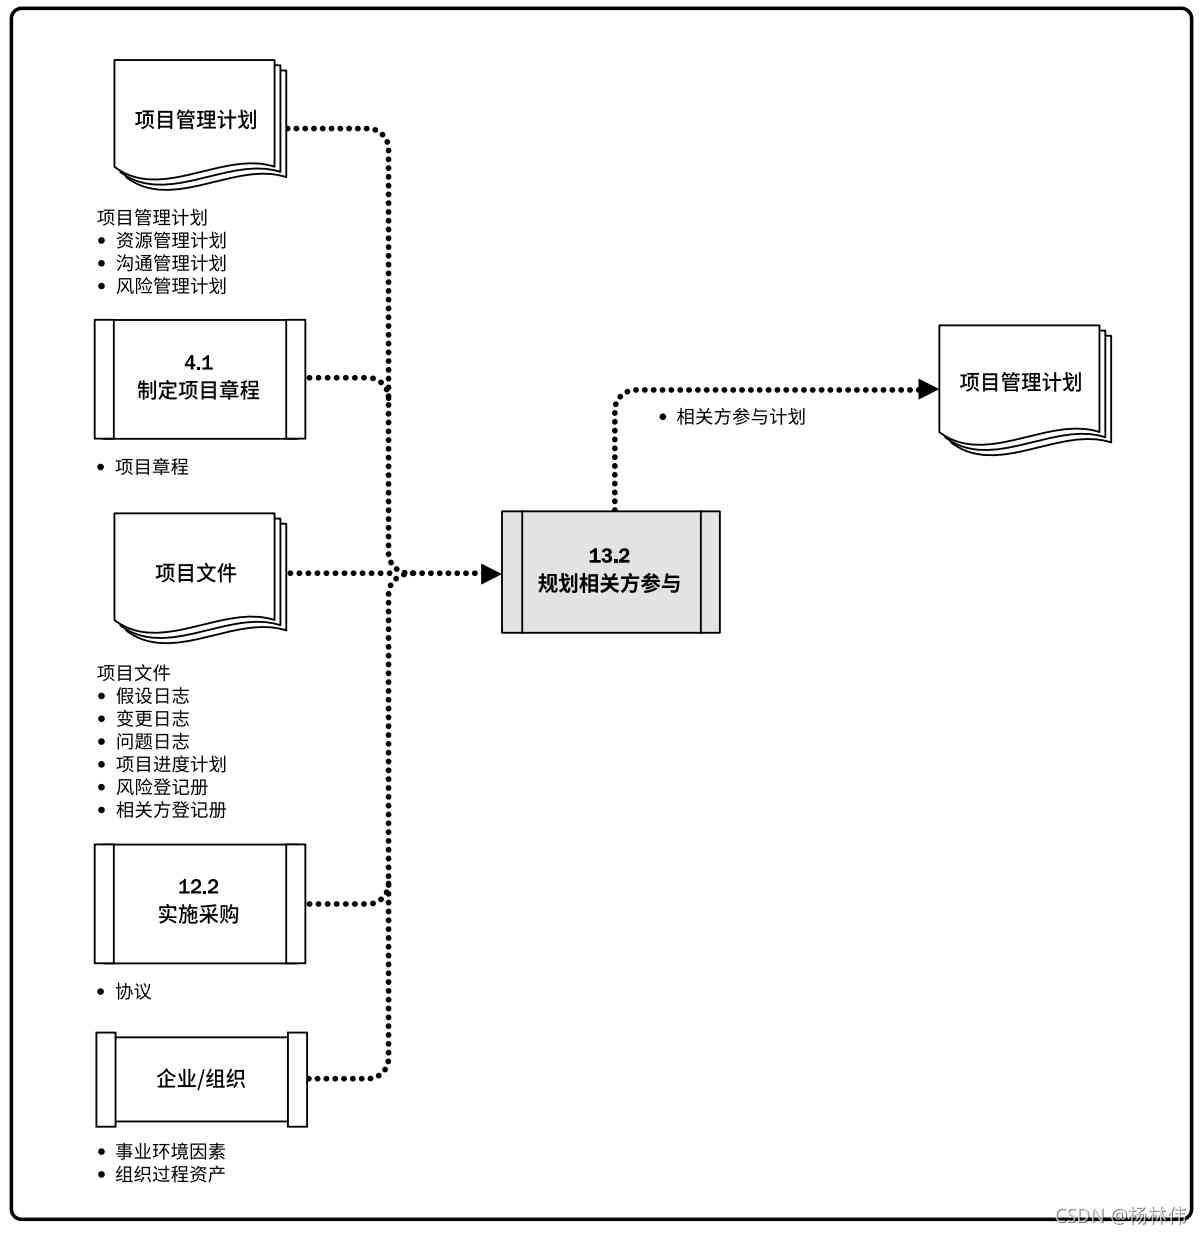 项目管理计划
项目管理计划
• 资源管理计划
• 沟通管理计划
• 风险管理计划
4.1
制定项目章程
• 项目章程
项目文件
项目文件
• 假设日志
• 变更日志
• 问题日志
• 项目进度计划
• 风险登记册
• 相关方登记册
12.2
实施采购
• 协议
企业/组织
• 事业环境因素
• 组织过程资产
13.2
规划相关方参与
• 相关方参与计划
项目管理计划
CSDN @杨林伟